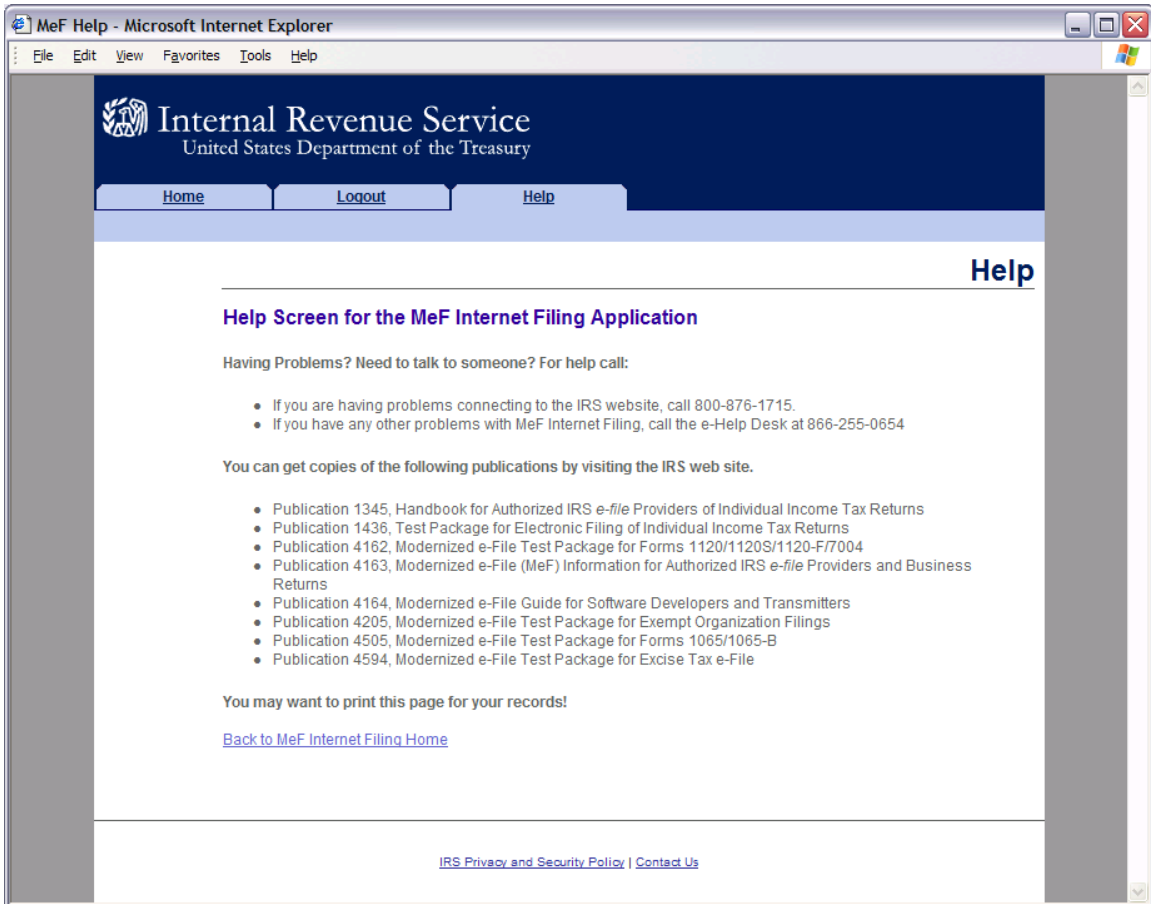 MeF Help - Microsoft Internet Explorer
File Edit View Favorites Tools Help
Internal Revenue Service
United States Department of the Treasury
Home Logout Help
Help
Help Screen for the MeF Internet Filing Application
Having Problems? Need to talk to someone? For help call:
• If you are having problems connecting to the IRS website, call 800-876-1715.
• If you have any other problems with MeF Internet Filing, call the e-Help Desk at 866-255-0654
You can get copies of the following publications by visiting the IRS web site.
• Publication 1345, Handbook for Authorized IRS e-file Providers of Individual Income Tax Returns
• Publication 1436, Test Package for Electronic Filing of Individual Income Tax Returns
• Publication 4162, Modernized e-File Test Package for Forms 1120/1120S/1120-F/7004
• Publication 4163, Modernized e-File (MeF) Information for Authorized IRS e-file Providers and Business
Returns
• Publication 4164, Modernized e-File Guide for Software Developers and Transmitters
• Publication 4205, Modernized e-File Test Package for Exempt Organization Filings
• Publication 4505, Modernized e-File Test Package for Forms 1065/1065-B
• Publication 4594, Modernized e-File Test Package for Excise Tax e-File
You may want to print this page for your records!
Back to MeF Internet Filing Home
IRS Privacy and Security Policy | Contact Us